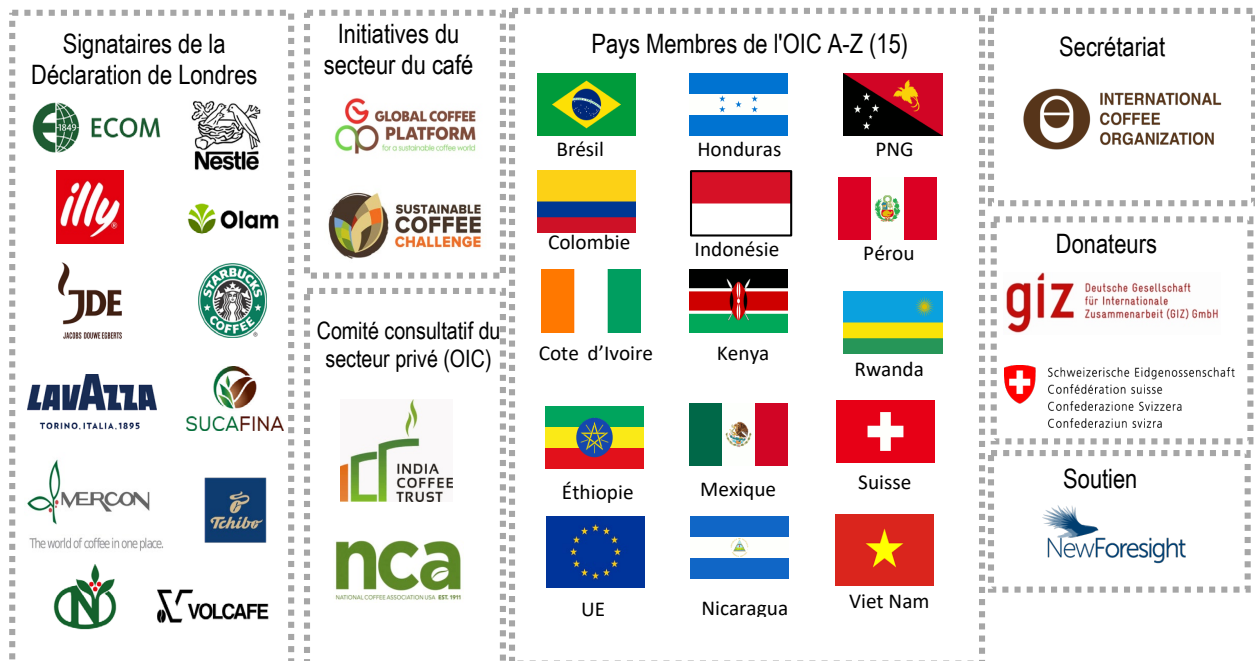 Signataires de la
Déclaration de Londres
1849
ECOM
Nestlé
illy
Olam
JDE
JACOBS DOUWE EGBERTS
STARBUCKS
COFFEE
LAVAZZA
TORINO, ITALIA, 1895
SUCAFINA
MERCON
The world of coffee in one place.
Tchibo
N
VOLCAFE
Initiatives du
secteur du café
GLOBAL COFFEE
PLATFORM
for a sustainable coffee world
SUSTAINABLE
COFFEE
CHALLENGE
Comité consultatif du
secteur privé (OIC)
INDIA
COFFEE
TRUST
nca
NATIONAL COFFEE ASSOCIATION USA EST. 1911
Pays Membres de l'OIC A-Z (15)
Brésil
Honduras
PNG
Colombie
Indonésie
Pérou
Cote d’Ivoire
Kenya
Rwanda
Éthiopie
Mexique
Suisse
UE
Nicaragua
Viet Nam
Secrétariat
INTERNATIONAL
COFFEE
ORGANIZATION
Donateurs
giz
Deutsche Gesellschaft
für Internationale
Zusammenarbeit (GIZ) GmbH
Schweizerische Eidgenossenschaft
Confédération suisse
Confederazione Svizzera
Confederaziun svizra
Soutien
NewForesight